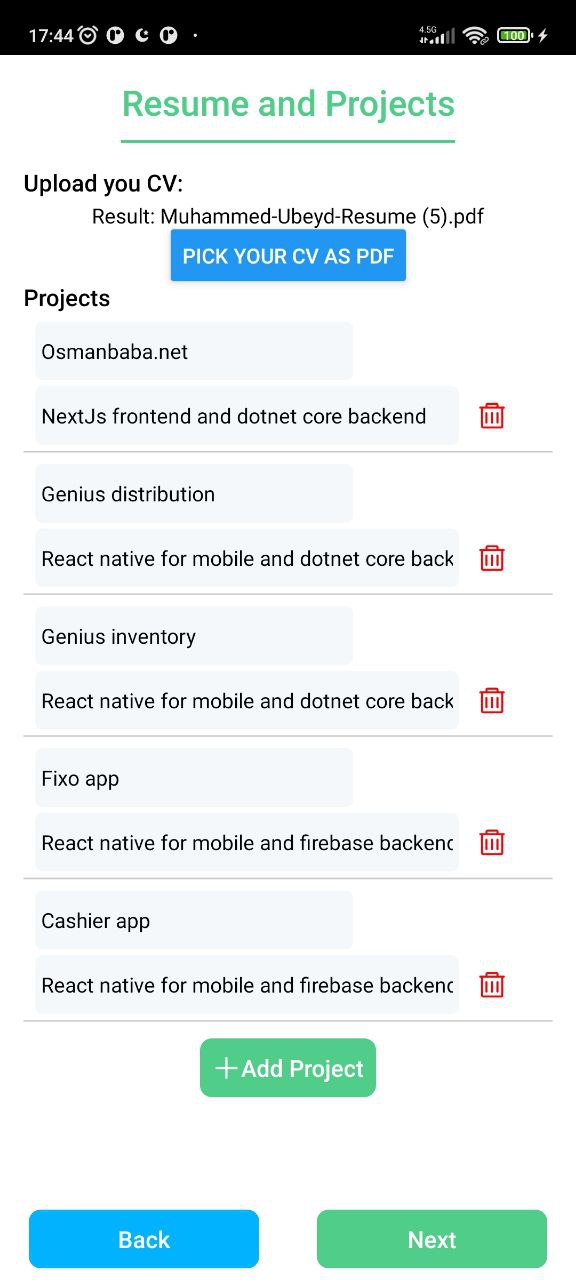 17:44
4.5G
100
Resume and Projects
Upload you CV:
Result: Muhammed-Ubeyd-Resume (5).pdf
PICK YOUR CV AS PDF
Projects
Osmanbaba.net
NextJs frontend and dotnet core backend
Genius distribution
React native for mobile and dotnet core back
Genius inventory
React native for mobile and dotnet core back
Fixo app
React native for mobile and firebase backend
Cashier app
React native for mobile and firebase backend
+Add Project
Back
Next